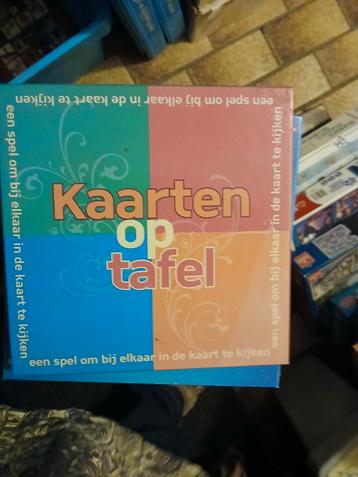 een spel om bij elkaar in de kaart te kijken
een spel om bij elkaar in de kaart te kijken
een spel om bij elkaar in de kaart te kijken
Kaarten
op
tafel
een spel om bij elkaar in de kaart te kijken